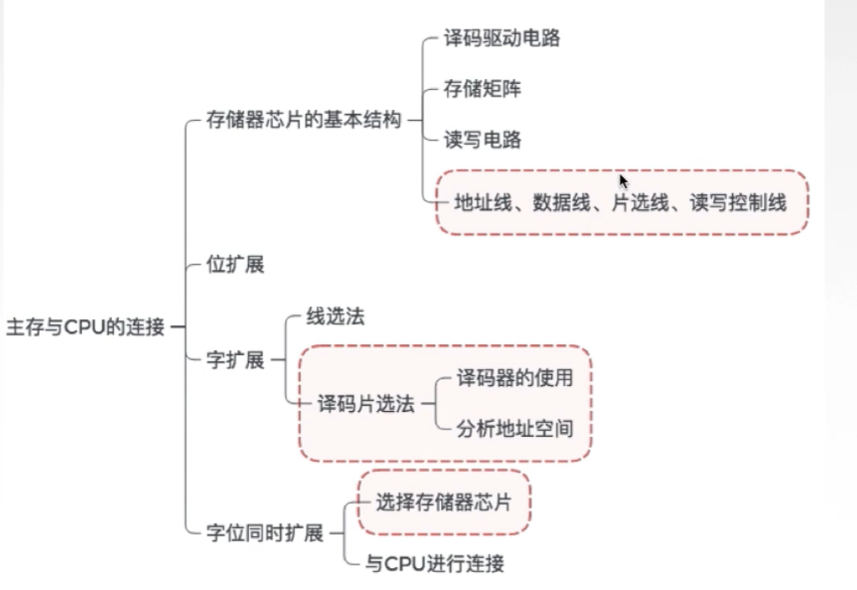 译码驱动电路
存储矩阵
存储器芯片的基本结构
读写电路
地址线、数据线、片选线、读写控制线
位扩展
线选法
主存与CPU的连接
字扩展
译码器的使用
译码片选法
分析地址空间
选择存储器芯片
字位同时扩展
与CPU进行连接